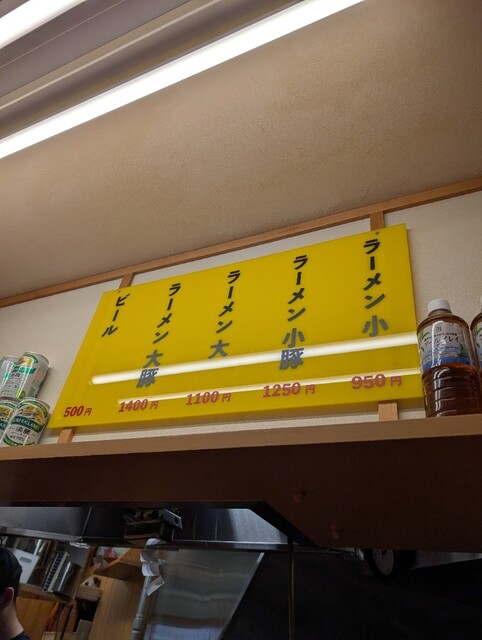 ラーメン 小
950円
ラーメン 小豚
1250円
ラーメン 大
1100円
ラーメン 大豚
1400円
ビール
500円